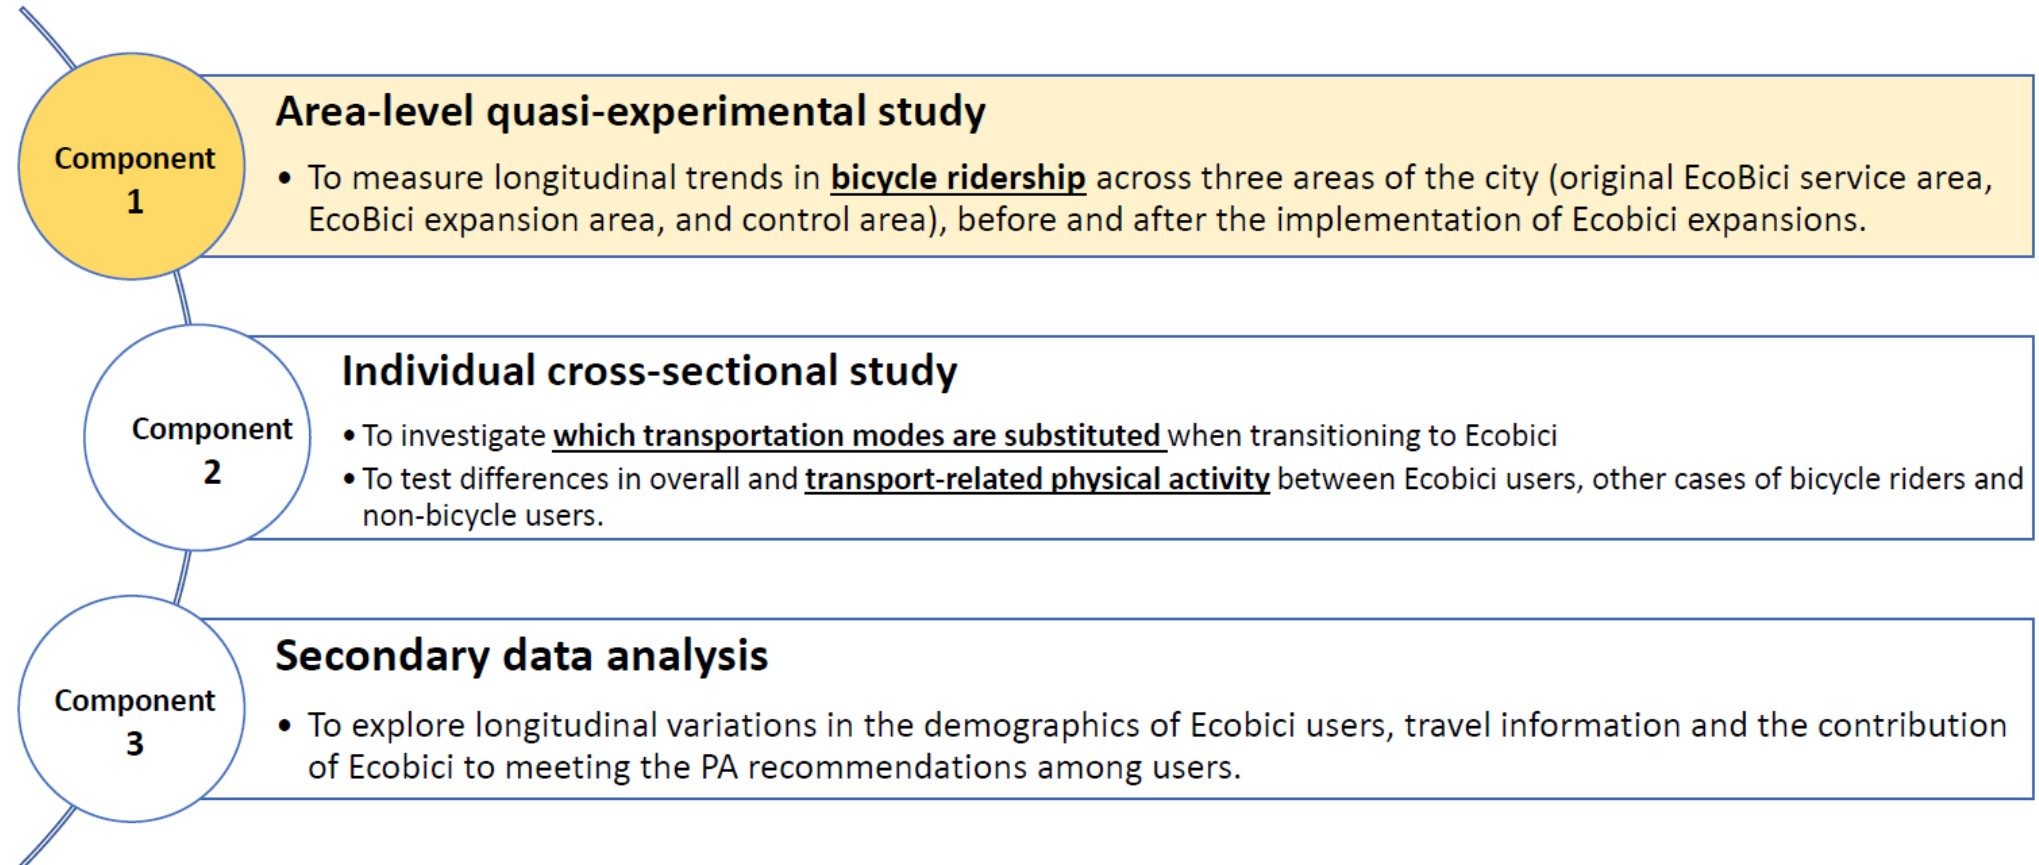 Component
1
Area-level quasi-experimental study
• To measure longitudinal trends in bicycle ridership across three areas of the city (original EcoBici service area,
EcoBici expansion area, and control area), before and after the implementation of Ecobici expansions.
Component
2
Individual cross-sectional study
• To investigate which transportation modes are substituted when transitioning to Ecobici
• To test differences in overall and transport-related physical activity between Ecobici users, other cases of bicycle riders and
non-bicycle users.
Component
3
Secondary data analysis
• To explore longitudinal variations in the demographics of Ecobici users, travel information and the contribution
of Ecobici to meeting the PA recommendations among users.